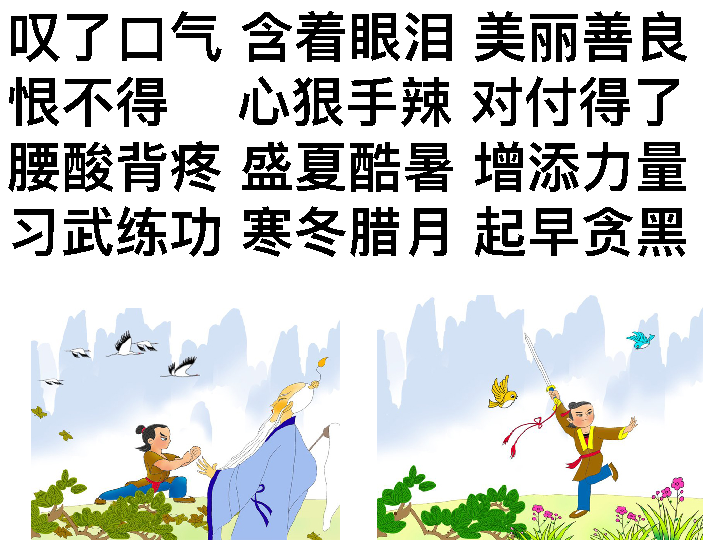 叹了口气 含着眼泪 美丽善良
恨不得 心狠手辣 对付得了
腰酸背疼 盛夏酷暑 增添力量
习武练功 寒冬腊月 起早贪黑